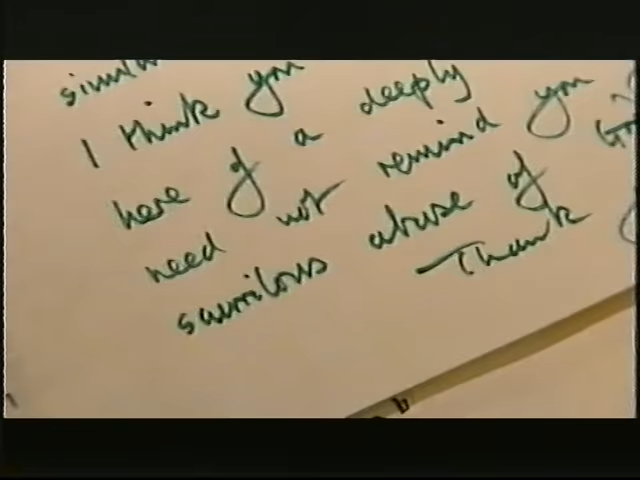 I think you
here of a deeply
need not remind you
scurrilous abuse of
– Thank